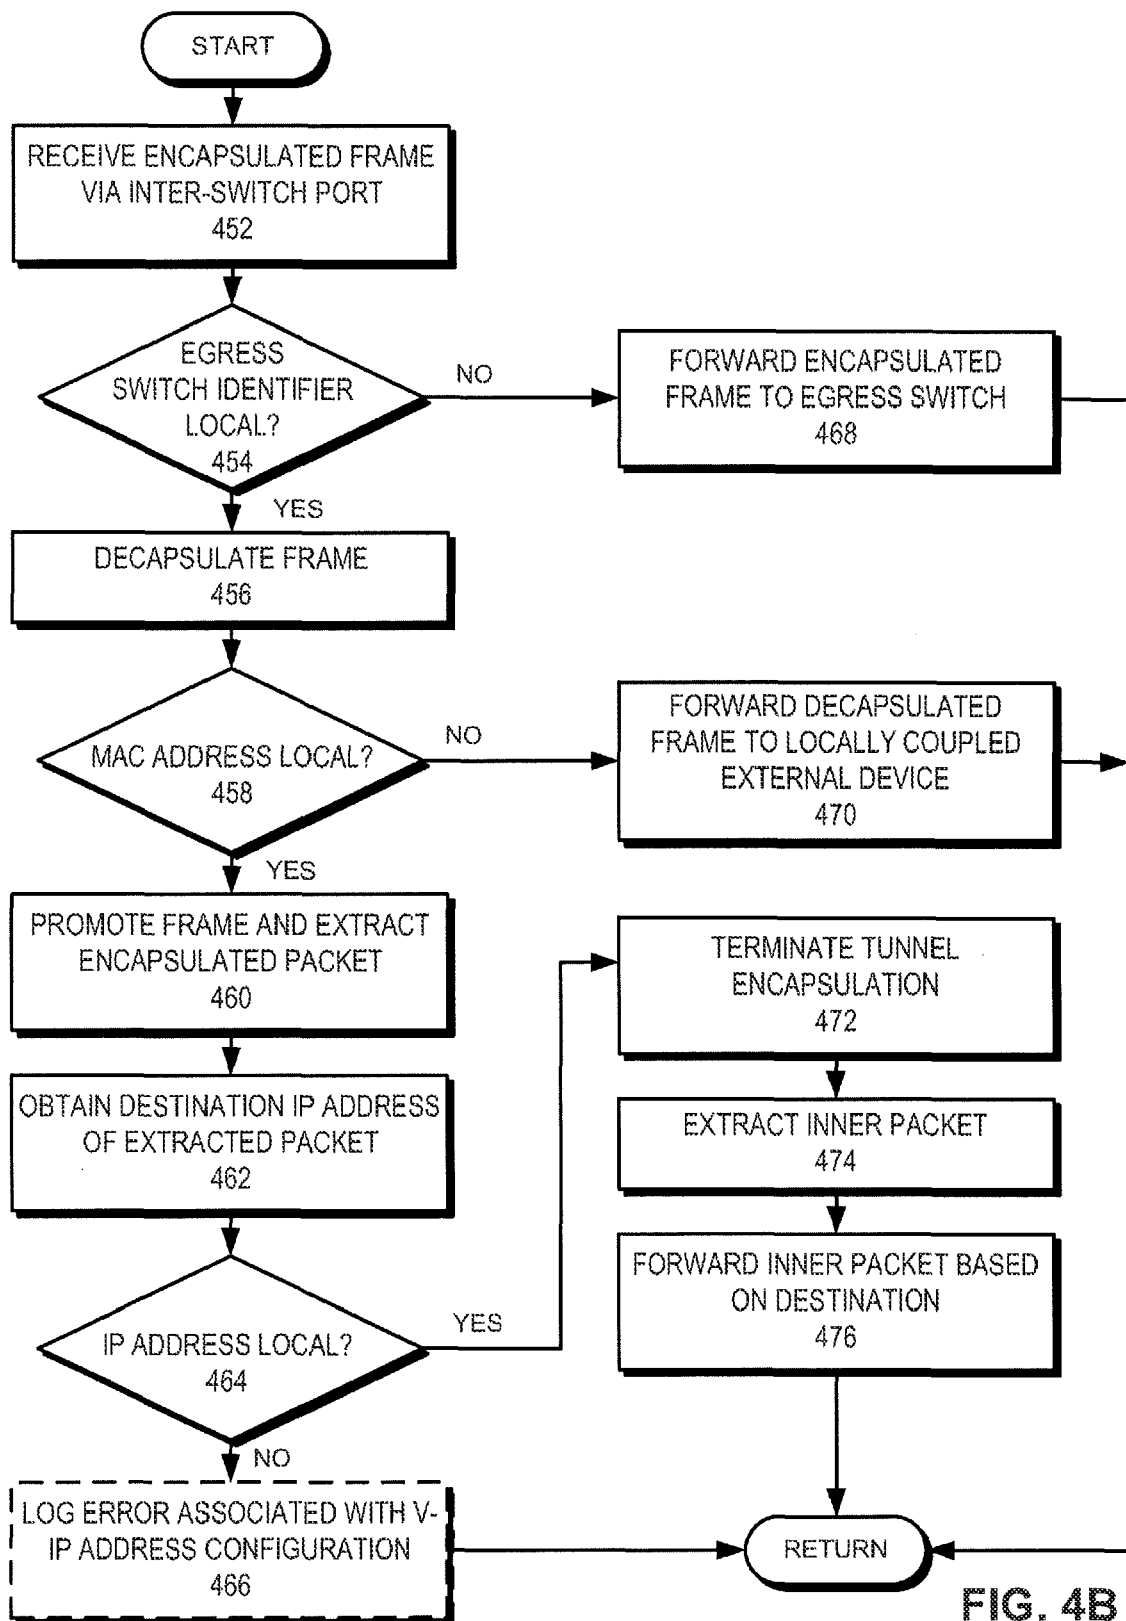 START
RECEIVE ENCAPSULATED FRAME
VIA INTER-SWITCH PORT
452
EGRESS
SWITCH IDENTIFIER
LOCAL?
454
NO
FORWARD ENCAPSULATED
FRAME TO EGRESS SWITCH
468
YES
DECAPSULATE FRAME
456
MAC ADDRESS LOCAL?
458
NO
FORWARD DECAPSULATED
FRAME TO LOCALLY COUPLED
EXTERNAL DEVICE
470
YES
PROMOTE FRAME AND EXTRACT
ENCAPSULATED PACKET
460
OBTAIN DESTINATION IP ADDRESS
OF EXTRACTED PACKET
462
IP ADDRESS LOCAL?
464
YES
TERMINATE TUNNEL
ENCAPSULATION
472
EXTRACT INNER PACKET
474
FORWARD INNER PACKET BASED
ON DESTINATION
476
NO
LOG ERROR ASSOCIATED WITH V-
IP ADDRESS CONFIGURATION
466
RETURN
FIG. 4B